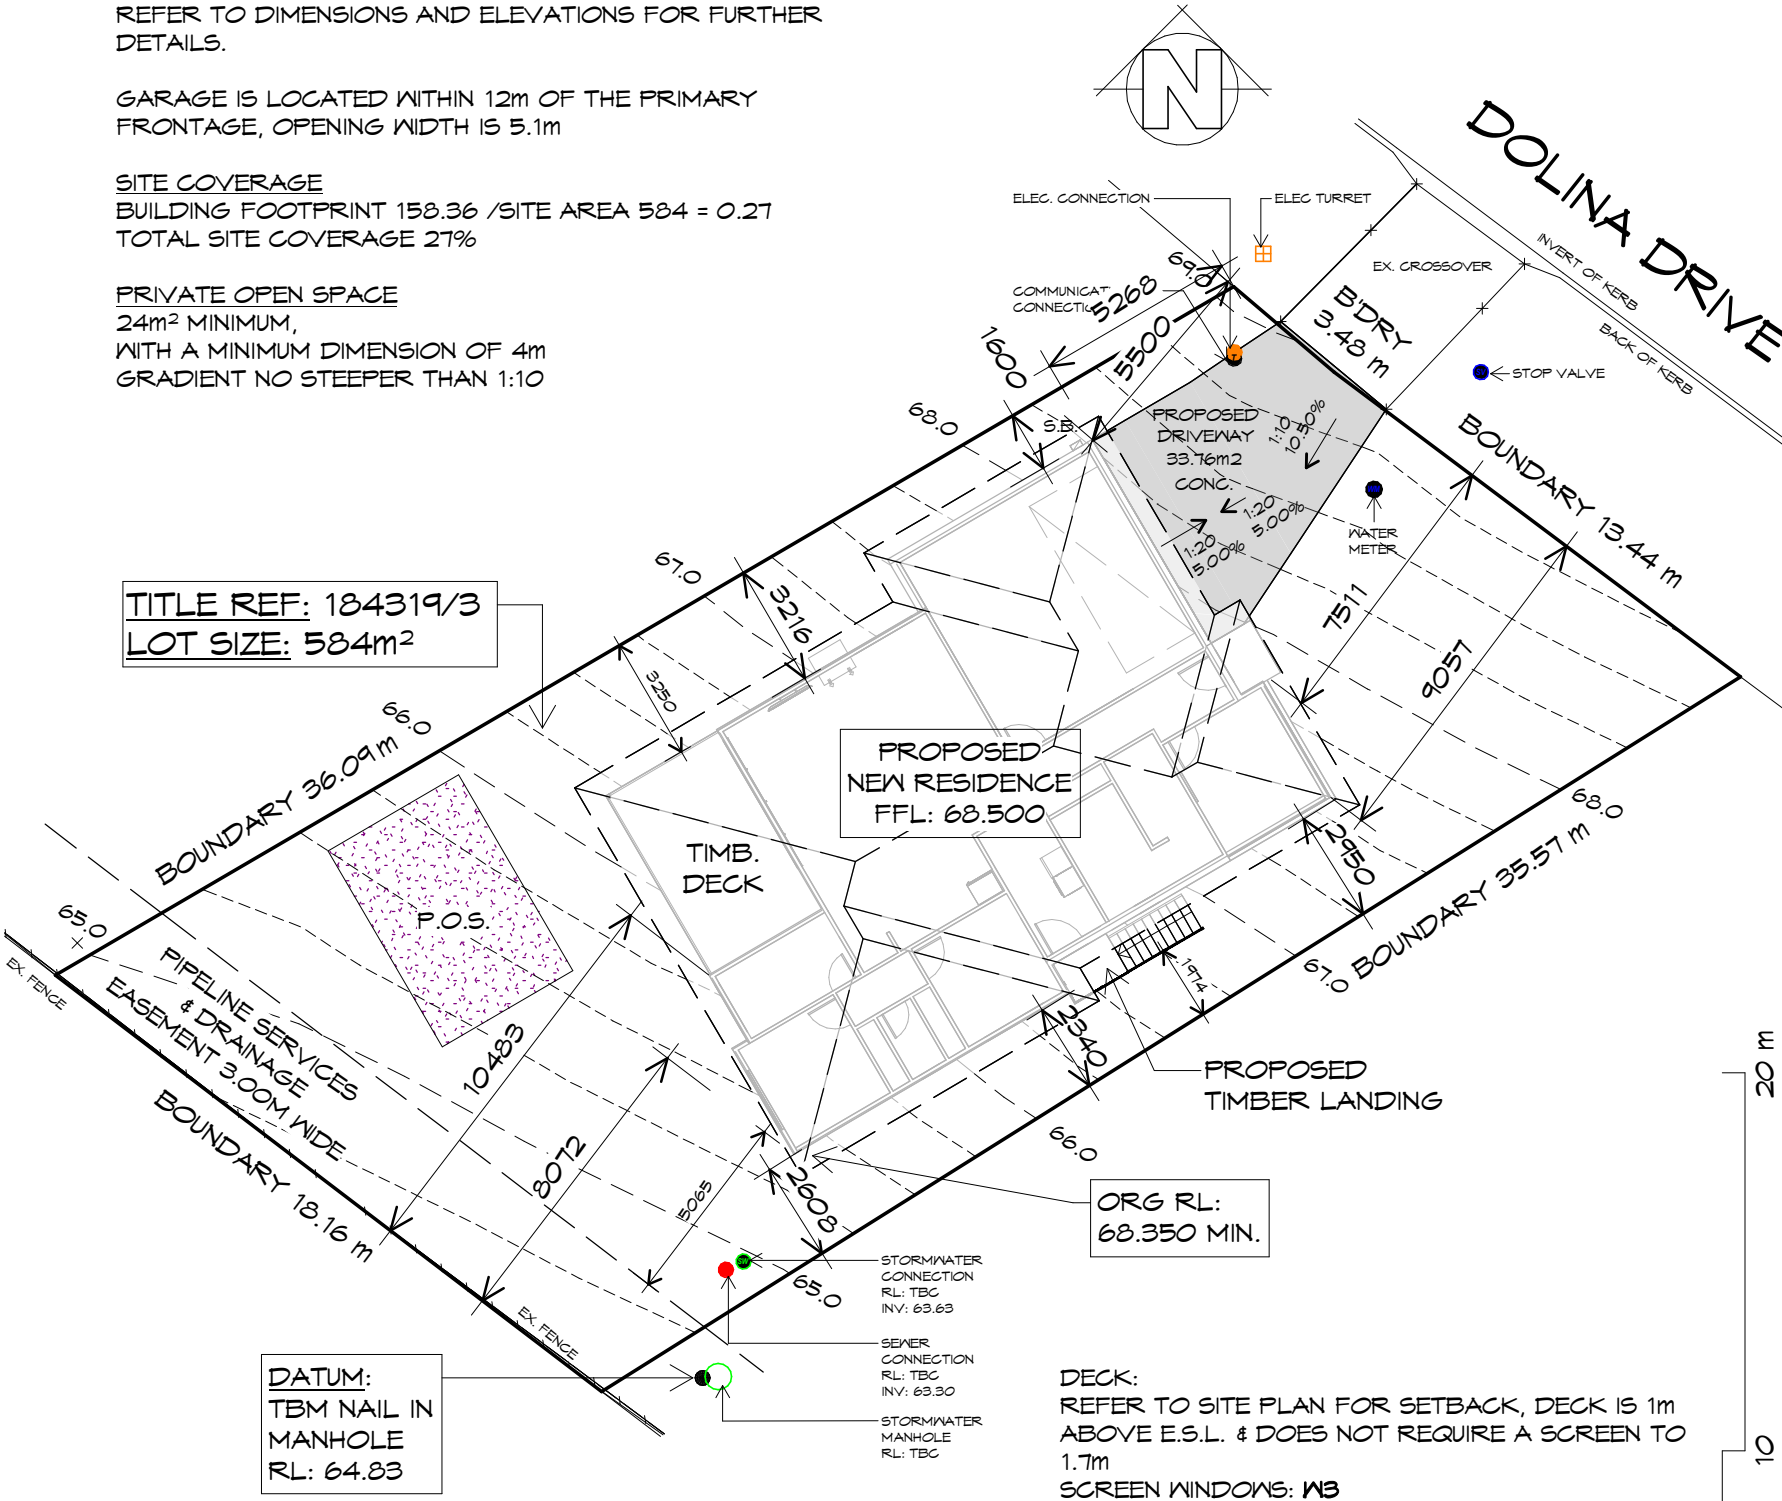 REFER TO DIMENSIONS AND ELEVATIONS FOR FURTHER
DETAILS.
GARAGE IS LOCATED WITHIN 12m OF THE PRIMARY
FRONTAGE, OPENING WIDTH IS 5.1m
SITE COVERAGE
BUILDING FOOTPRINT 158.36 /SITE AREA 584 = 0.27
TOTAL SITE COVERAGE 27%
PRIVATE OPEN SPACE
24m² MINIMUM,
WITH A MINIMUM DIMENSION OF 4m
GRADIENT NO STEEPER THAN 1:10
N
DOLINA DRIVE
ELEC. CONNECTION
ELEC TURRET
INVERT OF KERB
BACK OF KERB
EX. CROSSOVER
69.0
COMMUNICAT
CONNECTIO
5268
5500
1600
B'DRY
3.48 m
STOP VALVE
68.0
S.B.
PROPOSED
DRIVEWAY
33.76m2
CONC.
1:10
10.50%
1:20
5.00%
1:20
5.00%
WATER
METER
BOUNDARY 13.44 m
67.0
3216
3250
7511
9057
TITLE REF: 184319/3
LOT SIZE: 584m²
66.0
BOUNDARY 36.09m
PROPOSED
NEW RESIDENCE
FFL: 68.500
TIMB.
DECK
68.0
2950
BOUNDARY 35.57 m
P.O.S.
65.0
EX. FENCE
PIPELINE SERVICES
& DRAINAGE
EASEMENT 3.00M WIDE
BOUNDARY 18.16 m
10483
8072
5065
2608
2340
1974
67.0
66.0
65.0
PROPOSED
TIMBER LANDING
ORG RL:
68.350 MIN.
STORMWATER
CONNECTION
RL: TBC
INV: 63.63
SW
EX. FENCE
SEWER
CONNECTION
RL: TBC
INV: 63.30
STORMWATER
MANHOLE
RL: TBC
DATUM:
TBM NAIL IN
MANHOLE
RL: 64.83
DECK:
REFER TO SITE PLAN FOR SETBACK, DECK IS 1m
ABOVE E.S.L. & DOES NOT REQUIRE A SCREEN TO
1.7m
SCREEN WINDOWS: W3
20 m
10